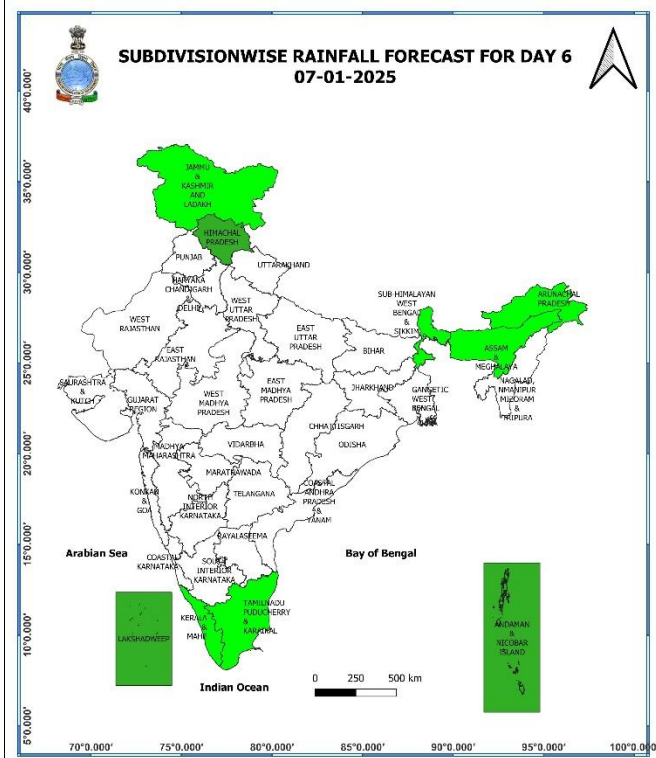 SUBDIVISIONWISE RAINFALL FORECAST FOR DAY 6
07-01-2025
40°0.000'
35°0.000'
30°0.000'
25°0.000'
20°0.000'
15°0.000'
10°0.000'
5°0.000'
JAMMU
&
KASHMIR
AND
LADAKH
HIMACHAL
PRADESH
PUNJAB
UTTARAKHAND
HARYANA
CHANDIGARH
&
DELHI
WEST
UTTAR
PRADESH
WEST
RAJASTHAN
EAST
RAJASTHAN
EAST
UTTAR
PRADESH
SUB-HIMALAYAN
WEST
BENGAL
&
SIKKIM
ARUNACHAL
PRADESH
ASSAM
&
MEGHALAYA
BIHAR
SAURASHTRA
&
KUTCH
GUJARAT
REGION
WEST
MADHYA
PRADESH
EAST
MADHYA
PRADESH
JHARKHAND
GANGETIC
WEST
BENGAL
MIZORAM
&
TRIPURA
CHHATTISGARH
ODISHA
MADHYA
MAHARSHTRA
VIDARBHA
MARATHWADA
KONKAN
&
GOA
NORTH
INTERIOR
KARNATAKA
TELANGANA
COASTAL
ANDHRA
PRADESH
&
YANAM
RAYALASEEMA
Arabian Sea
Bay of Bengal
COASTAL
KARNATAKA
SOUTH
INTERIOR
KARNATAKA
TAMILNADU
PUDUCHERRY
&
KARAIKAL
KERALA
&
MAHE
LAKSHADWEEP
ANDAMAN
&
NICOBAR
ISLAND
0 250 500 km
Indian Ocean
70°0.000' 75°0.000' 80°0.000' 85°0.000' 90°0.000' 95°0.000' 100°0.000